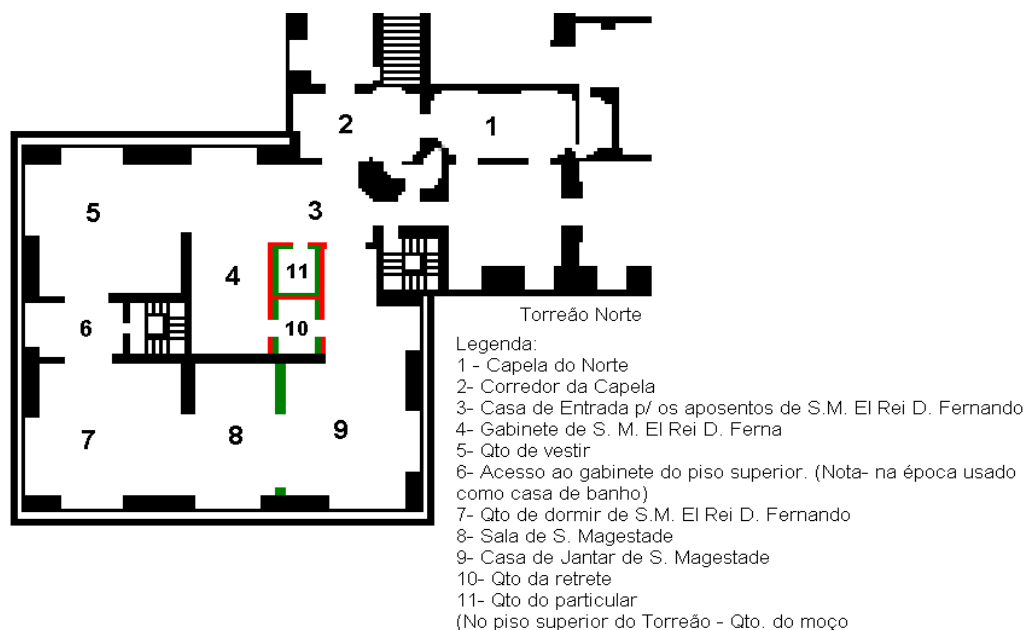 2
1
5
3
4
11
6
10
7
8
9
Torreão Norte
Legenda:
1 - Capela do Norte
2- Corredor da Capela
3- Casa de Entrada p/ os aposentos de S.M. El Rei D. Fernando
4- Gabinete de S. M. El Rei D. Ferna
5- Qto de vestir
6- Acesso ao gabinete do piso superior. (Nota- na época usado
como casa de banho)
7- Qto de dormir de S.M. El Rei D. Fernando
8- Sala de S. Magestade
9- Casa de Jantar de S. Magestade
10- Qto da retrete
11- Qto do particular
(No piso superior do Torreão - Qto. do moço